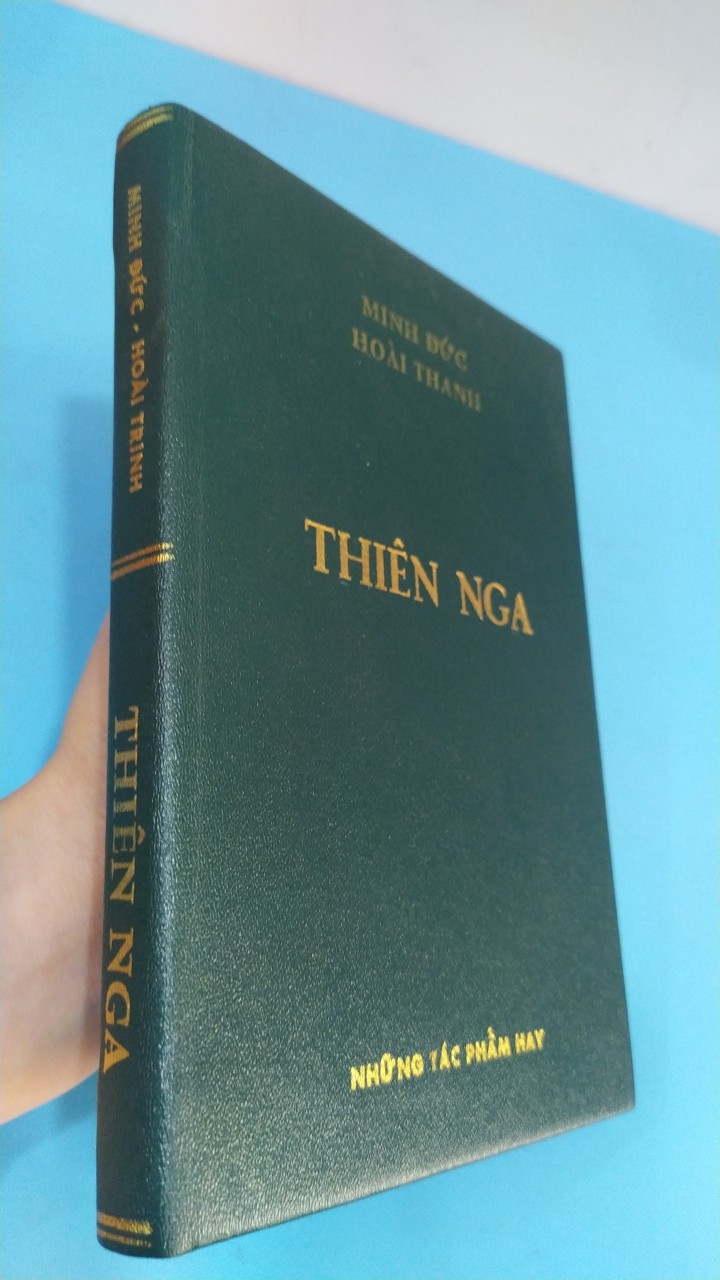 MINH ĐỨC - HOÀI TRINH
THIÊN NGA
MINH ĐỨC
HOÀI THANH
THIÊN NGA
NHỮNG TÁC PHẨM HAY